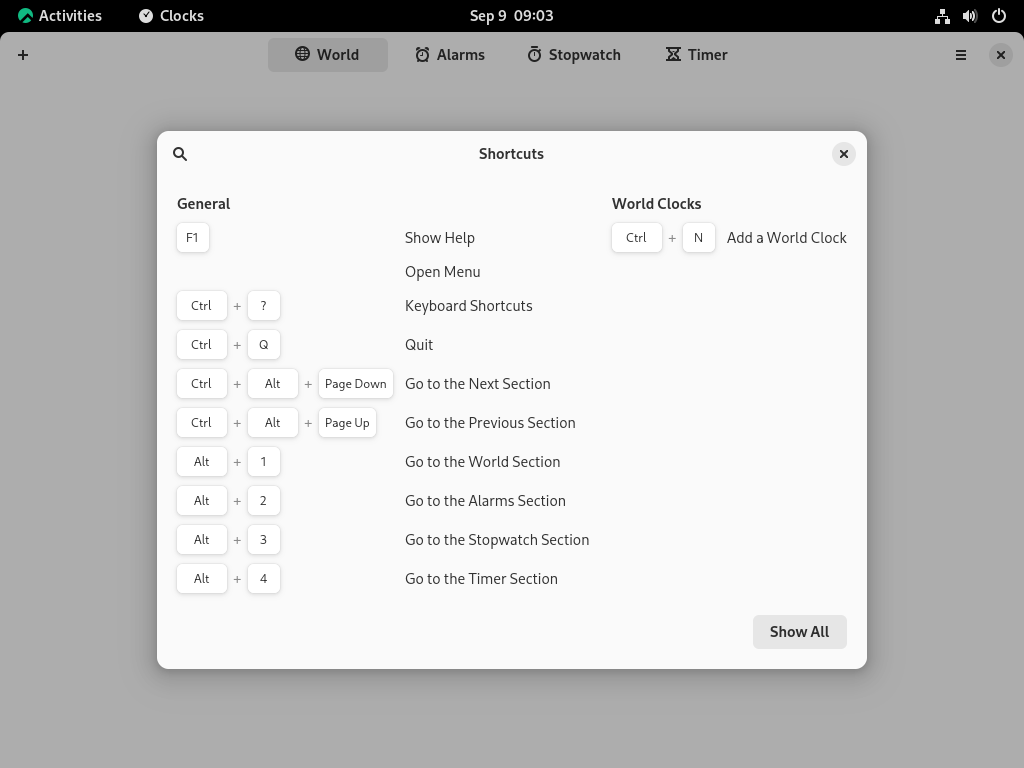 Activities Clocks Sep 9 09:03
World Alarms Stopwatch Timer
Shortcuts
General
F1 Show Help
Open Menu
Ctrl + ? Keyboard Shortcuts
Ctrl + Q Quit
Ctrl + Alt + Page Down Go to the Next Section
Ctrl + Alt + Page Up Go to the Previous Section
Alt + 1 Go to the World Section
Alt + 2 Go to the Alarms Section
Alt + 3 Go to the Stopwatch Section
Alt + 4 Go to the Timer Section
World Clocks
Ctrl + N Add a World Clock
Show All